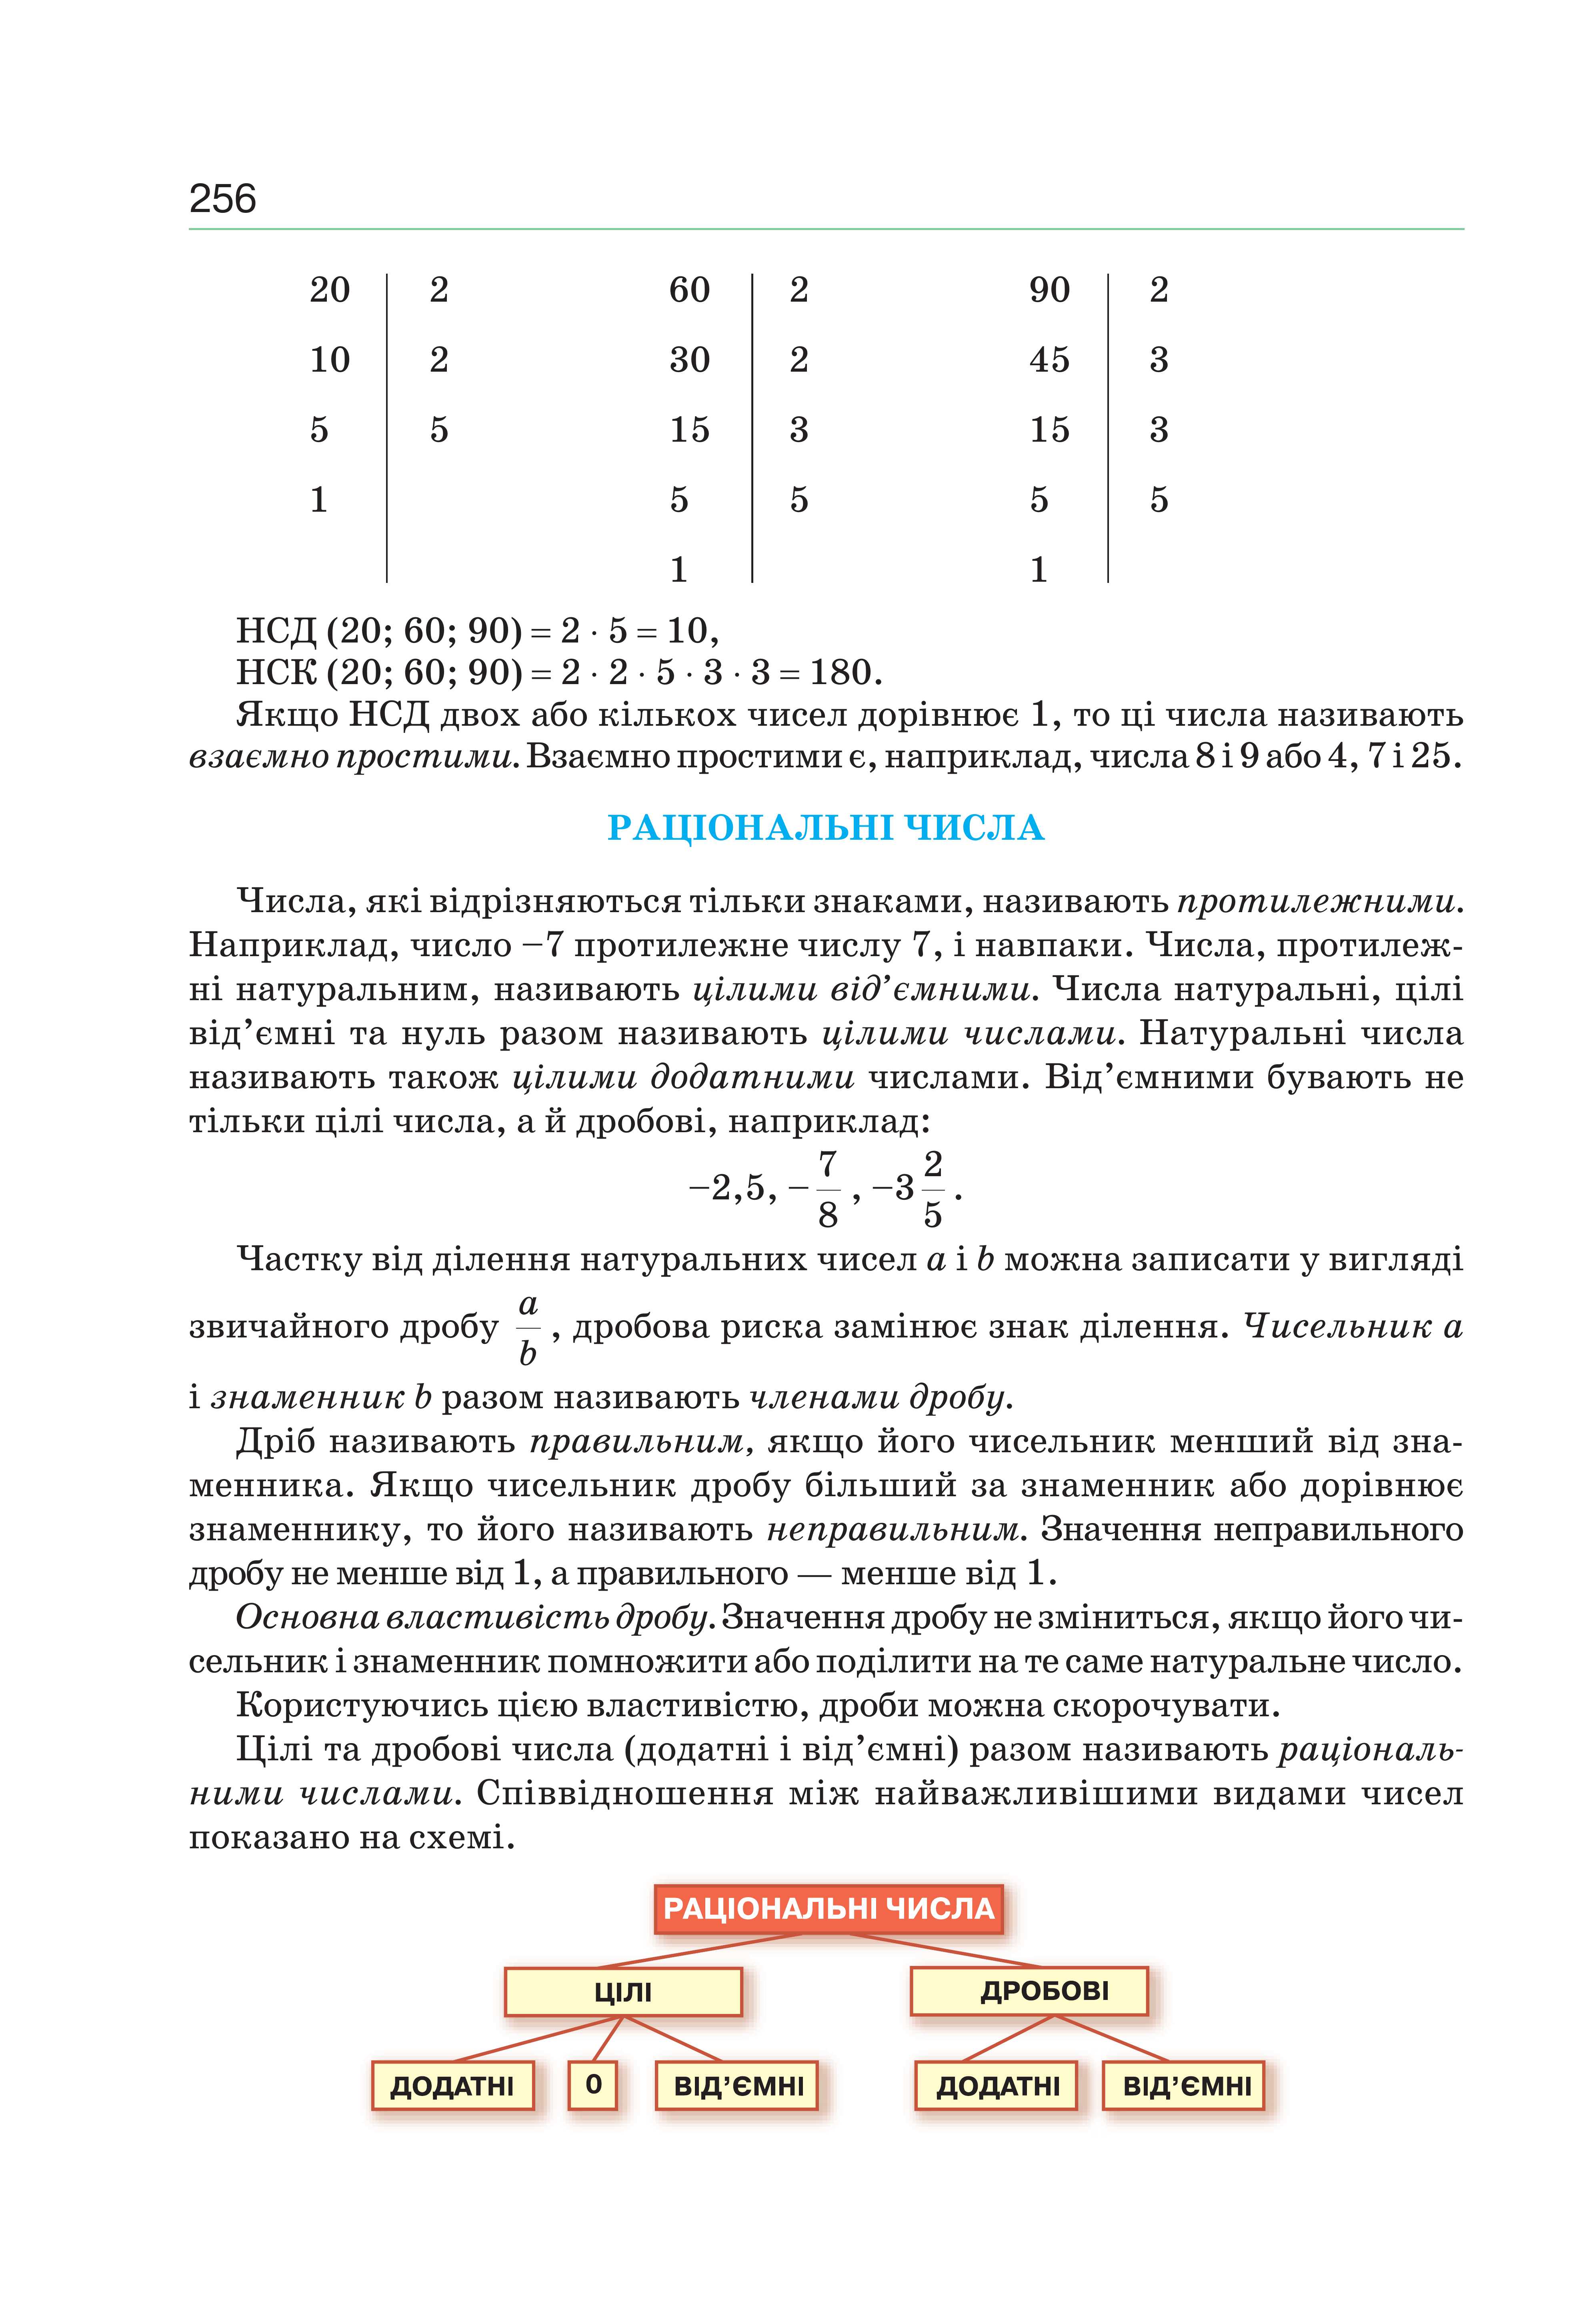 256
20 2 60 2 90 2
10 2 30 2 45 3
5 5 15 3 15 3
1 5 5 5 5
1 1
НСД (20; 60; 90) = 2 · 5 = 10,
НСК (20; 60; 90) = 2 · 2 · 5 · 3 · 3 = 180.
Якщо НСД двох або кількох чисел дорівнює 1, то ці числа називають
взаємно простими. Взаємно простими є, наприклад, числа 8 і 9 або 4, 7 і 25.
РАЦІОНАЛЬНІ ЧИСЛА
Числа, які відрізняються тільки знаками, називають протилежними.
Наприклад, число −7 протилежне числу 7, і навпаки. Числа, протилеж-
ні натуральним, називають цілими від’ємними. Числа натуральні, цілі
від’ємні та нуль разом називають цілими числами. Натуральні числа
називають також цілими додатними числами. Від’ємними бувають не
тільки цілі числа, а й дробові, наприклад:
−2,5, −7/8, −3 2/5.
Частку від ділення натуральних чисел a і b можна записати у вигляді
звичайного дробу a/b, дробова риска замінює знак ділення. Чисельник a
і знаменник b разом називають членами дробу.
Дріб називають правильним, якщо його чисельник менший від зна-
менника. Якщо чисельник дробу більший за знаменник або дорівнює
знаменнику, то його називають неправильним. Значення неправильного
дробу не менше від 1, а правильного — менше від 1.
Основна властивість дробу. Значення дробу не зміниться, якщо його чи-
сельник і знаменник помножити або поділити на те саме натуральне число.
Користуючись цією властивістю, дроби можна скорочувати.
Цілі та дробові числа (додатні і від’ємні) разом називають раціональ-
ними числами. Співвідношення між найважливішими видами чисел
показано на схемі.
РАЦІОНАЛЬНІ ЧИСЛА
ЦІЛІ ДРОБОВІ
ДОДАТНІ 0 ВІД’ЄМНІ ДОДАТНІ ВІД’ЄМНІ